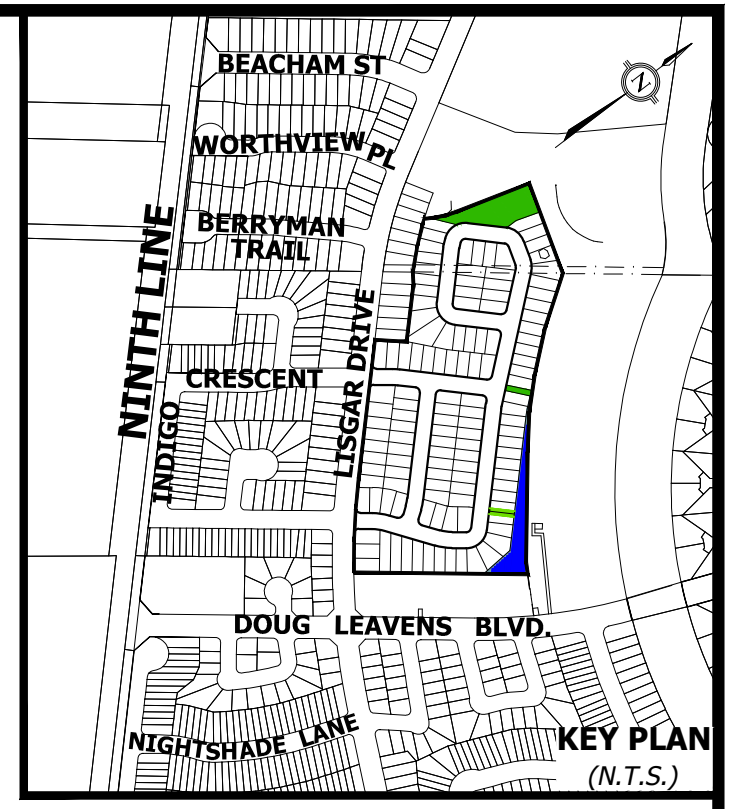 BEACHAM ST
N
WORTHVIEW PL
BERRYMAN
TRAIL
NINTH LINE
LISGAR DRIVE
CRESCENT
INDIGO
DOUG LEAVENS BLVD.
NIGHTSHADE LANE
KEY PLAN
(N.T.S.)